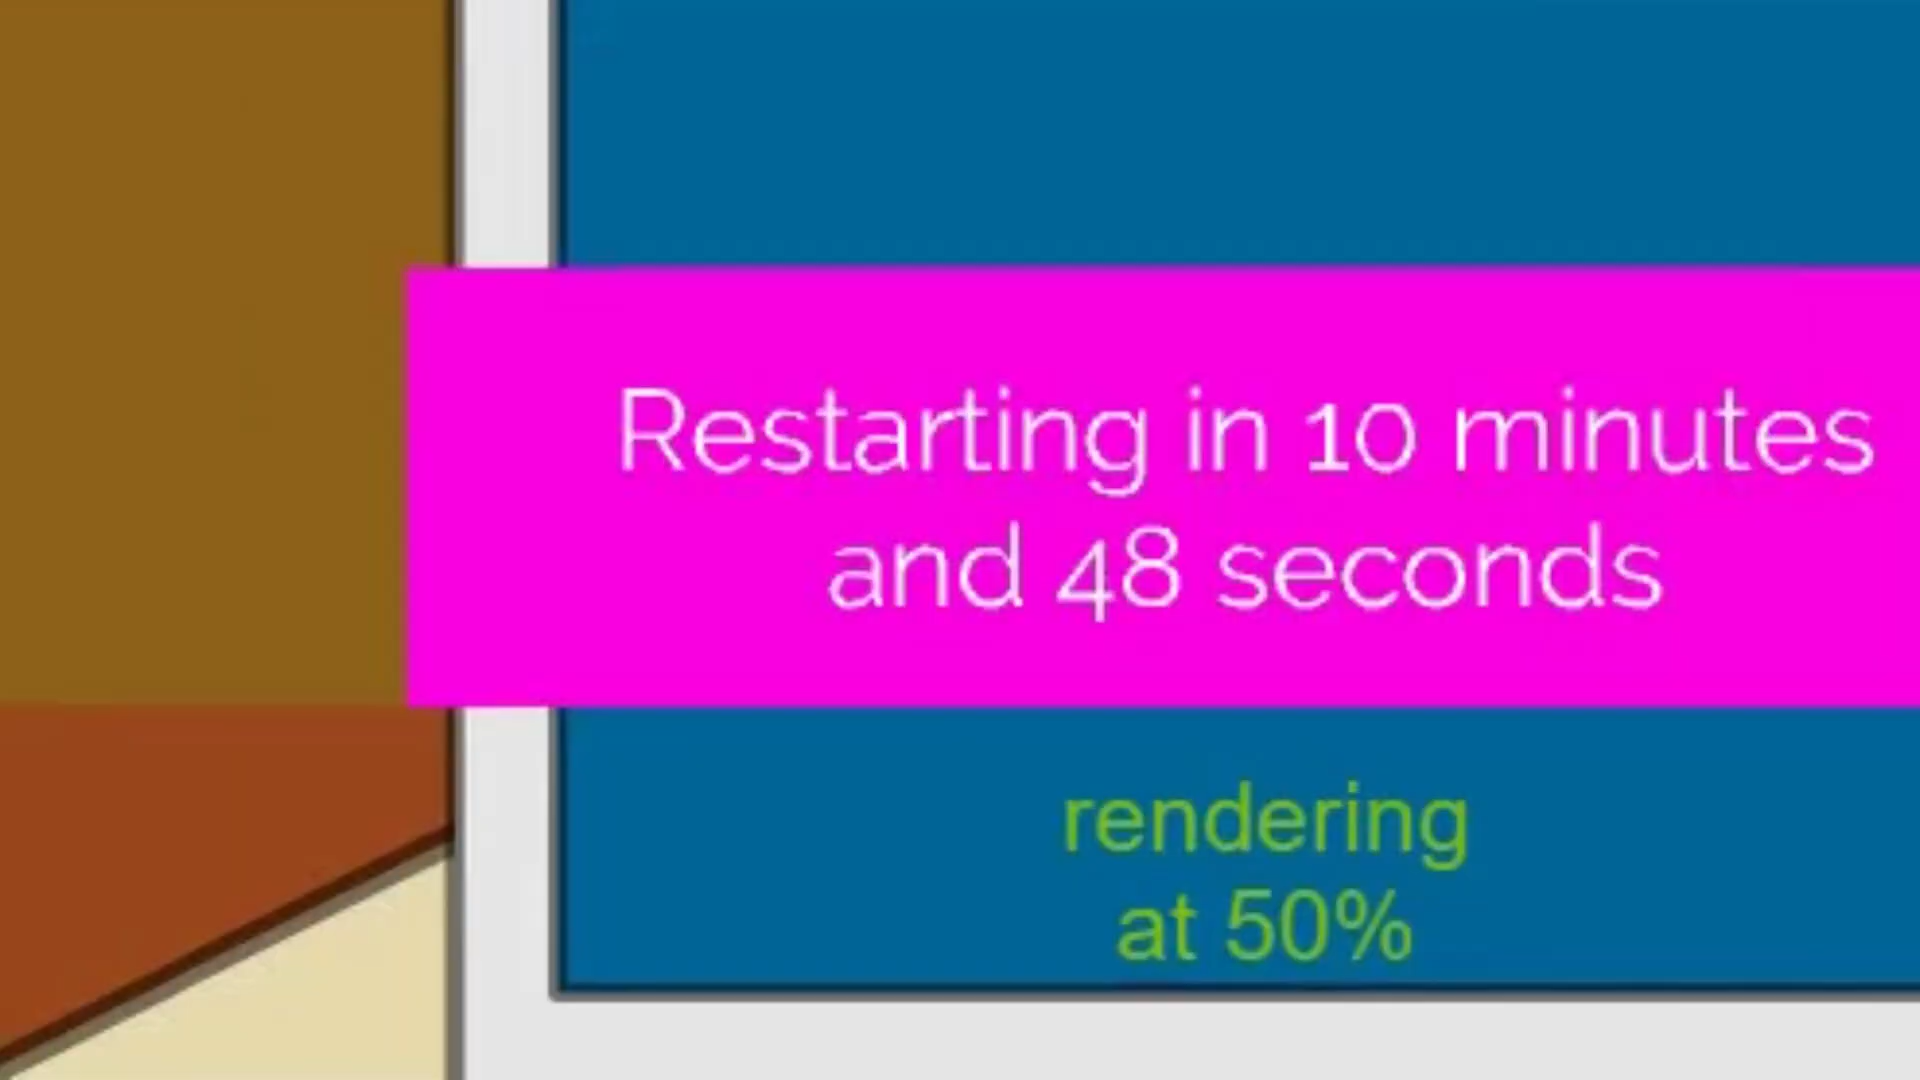 Restarting in 10 minutes
and 48 seconds
rendering
at 50%